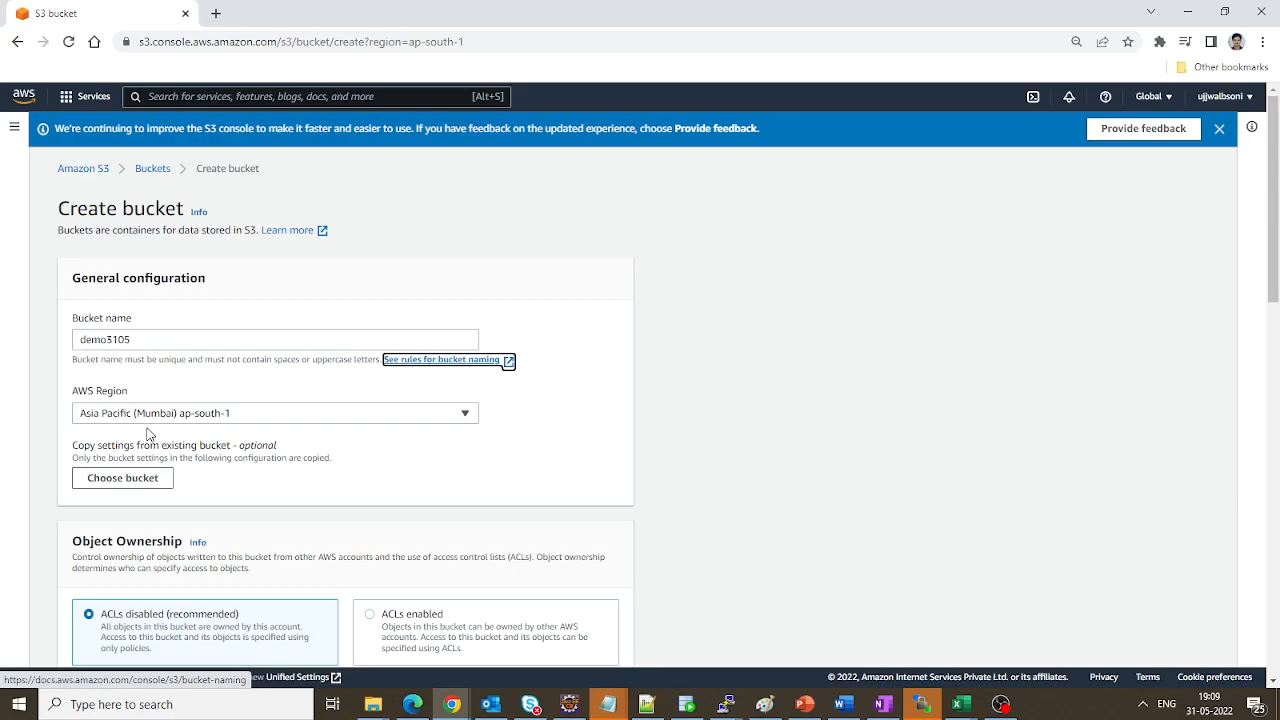 S3 bucket
s3.console.aws.amazon.com/s3/bucket/create?region=ap-south-1
Other bookmarks
aws
Services
Search for services, features, blogs, docs, and more
[Alt+S]
Global
ujjwalbsoni
We're continuing to improve the S3 console to make it faster and easier to use. If you have feedback on the updated experience, choose Provide feedback.
Provide feedback
Amazon S3
Buckets
Create bucket
Create bucket Info
Buckets are containers for data stored in S3. Learn more
General configuration
Bucket name
demo3105
Bucket name must be unique and must not contain spaces or uppercase letters. See rules for bucket naming
AWS Region
Asia Pacific (Mumbai) ap-south-1
Copy settings from existing bucket - optional
Only the bucket settings in the following configuration are copied.
Choose bucket
Object Ownership Info
Control ownership of objects written to this bucket from other AWS accounts and the use of access control lists (ACLs). Object ownership
determines who can specify access to objects.
ACLs disabled (recommended)
All objects in this bucket are owned by this account.
Access to this bucket and its objects is specified using
only policies.
ACLs enabled
Objects in this bucket can be owned by other AWS
accounts. Access to this bucket and its objects can be
specified using ACLs.
https://docs.aws.amazon.com/console/s3/bucket-naming
Unified Settings
© 2022, Amazon Internet Services Private Ltd. or its affiliates.
Privacy
Terms
Cookie preferences
Type here to search
ENG
19:09
31-05-2022